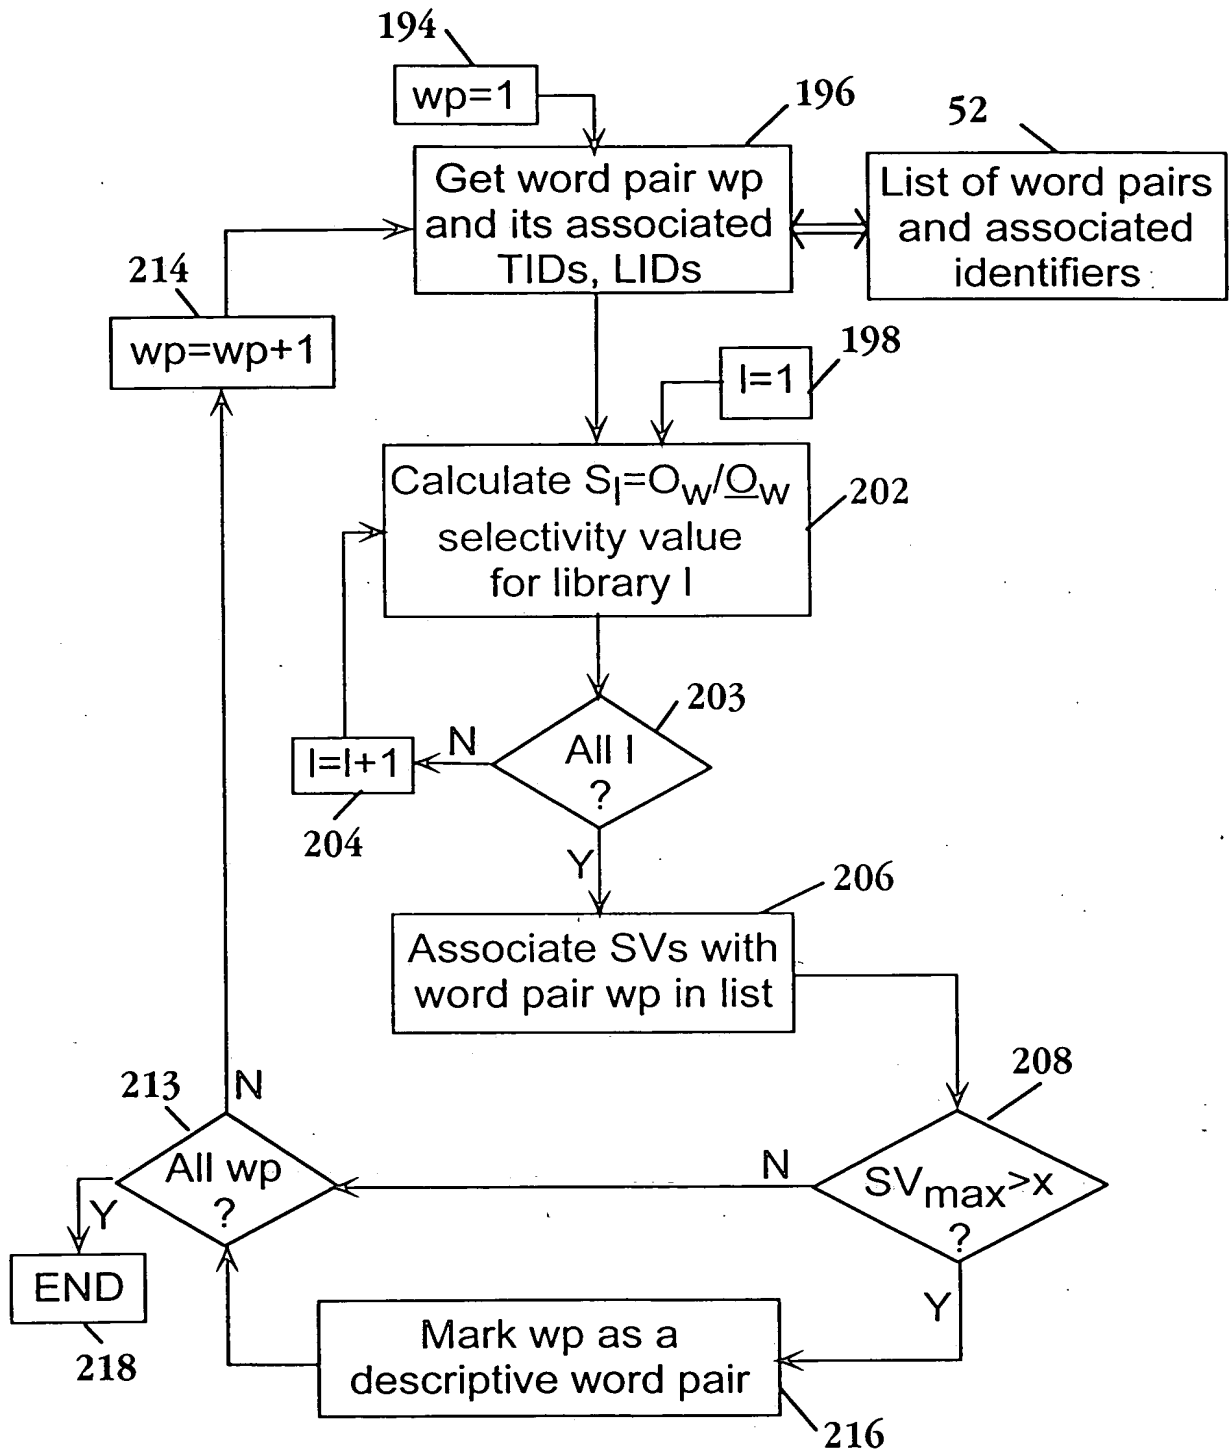 194
wp=1
196
52
Get word pair wp
and its associated
TIDs, LIDs
List of word pairs
and associated
identifiers
214
wp=wp+1
198
l=1
Calculate Sl=Ow/Ow
selectivity value
for library l
202
203
All l
?
N
l=l+1
204
Y
206
Associate SVs with
word pair wp in list
208
213
N
All wp
?
N
SVmax>x
?
Y
END
218
Y
Mark wp as a
descriptive word pair
216